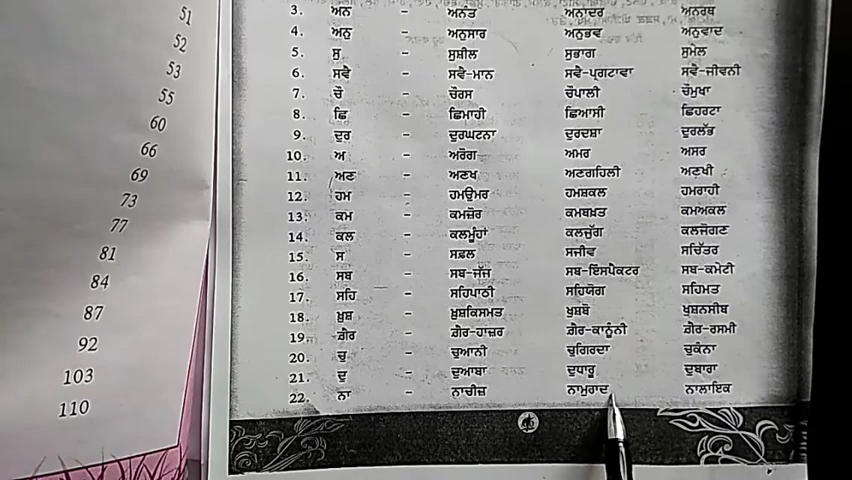 51
52
53
55
60
66
69
73
77
81
84
87
92
103
110
3. ਅਨ - ਅਨੰਤ ਅਨਾਦਰ ਅਨਰਥ
4. ਅਨੁ - ਅਨੁਸਾਰ ਅਨੁਭਵ ਅਨੁਵਾਦ
5. ਸੁ - ਸੁਸ਼ੀਲ ਸੁਭਾਗ ਸੁਮੇਲ
6. ਸਵੈ - ਸਵੈ-ਮਾਨ ਸਵੈ-ਪ੍ਰਗਟਾਵਾ ਸਵੈ-ਜੀਵਨੀ
7. ਚੌ - ਚੌਰਸ ਚੌਪਾਲੀ ਚੌਮੁਖਾ
8. ਛਿ - ਛਿਮਾਹੀ ਛਿਆਸੀ ਛਿਹਰਟਾ
9. ਦੁਰ - ਦੁਰਘਟਨਾ ਦੁਰਦਸ਼ਾ ਦੁਰਲੱਭ
10. ਅ - ਅਰੋਗ ਅਮਰ ਅਸਰ
11. ਅਣ - ਅਣਖ ਅਣਗਹਿਲੀ ਅਣਖੀ
12. ਹਮ - ਹਮਉਮਰ ਹਮਸ਼ਕਲ ਹਮਰਾਹੀ
13. ਕਮ - ਕਮਜ਼ੋਰ ਕਮਬਖ਼ਤ ਕਮਅਕਲ
14. ਕਲ - ਕਲਮੂੰਹਾਂ ਕਲਜੁੱਗ ਕਲਜੋਗਣ
15. ਸ - ਸਫ਼ਲ ਸਜੀਵ ਸਚਿੱਤਰ
16. ਸਬ - ਸਬ-ਜੱਜ ਸਬ-ਇੰਸਪੈਕਟਰ ਸਬ-ਕਮੇਟੀ
17. ਸਹਿ - ਸਹਿਪਾਠੀ ਸਹਿਯੋਗ ਸਹਿਮਤ
18. ਖ਼ੁਸ਼ - ਖ਼ੁਸ਼ਕਿਸਮਤ ਖ਼ੁਸ਼ਬੋ ਖੁਸ਼ਨਸੀਬ
19. ਗ਼ੈਰ - ਗ਼ੈਰ-ਹਾਜ਼ਰ ਗ਼ੈਰ-ਕਾਨੂੰਨੀ ਗ਼ੈਰ-ਰਸਮੀ
20. ਚੁ - ਚੁਆਨੀ ਚੁਗਿਰਦਾ ਚੁਕੰਨਾ
21. ਦੁ - ਦੁਆਬਾ ਦੁਧਾਰੂ ਦੁਬਾਰਾ
22. ਨਾ - ਨਾਚੀਜ਼ ਨਾਮੁਰਾਦ ਨਾਲਾਇਕ